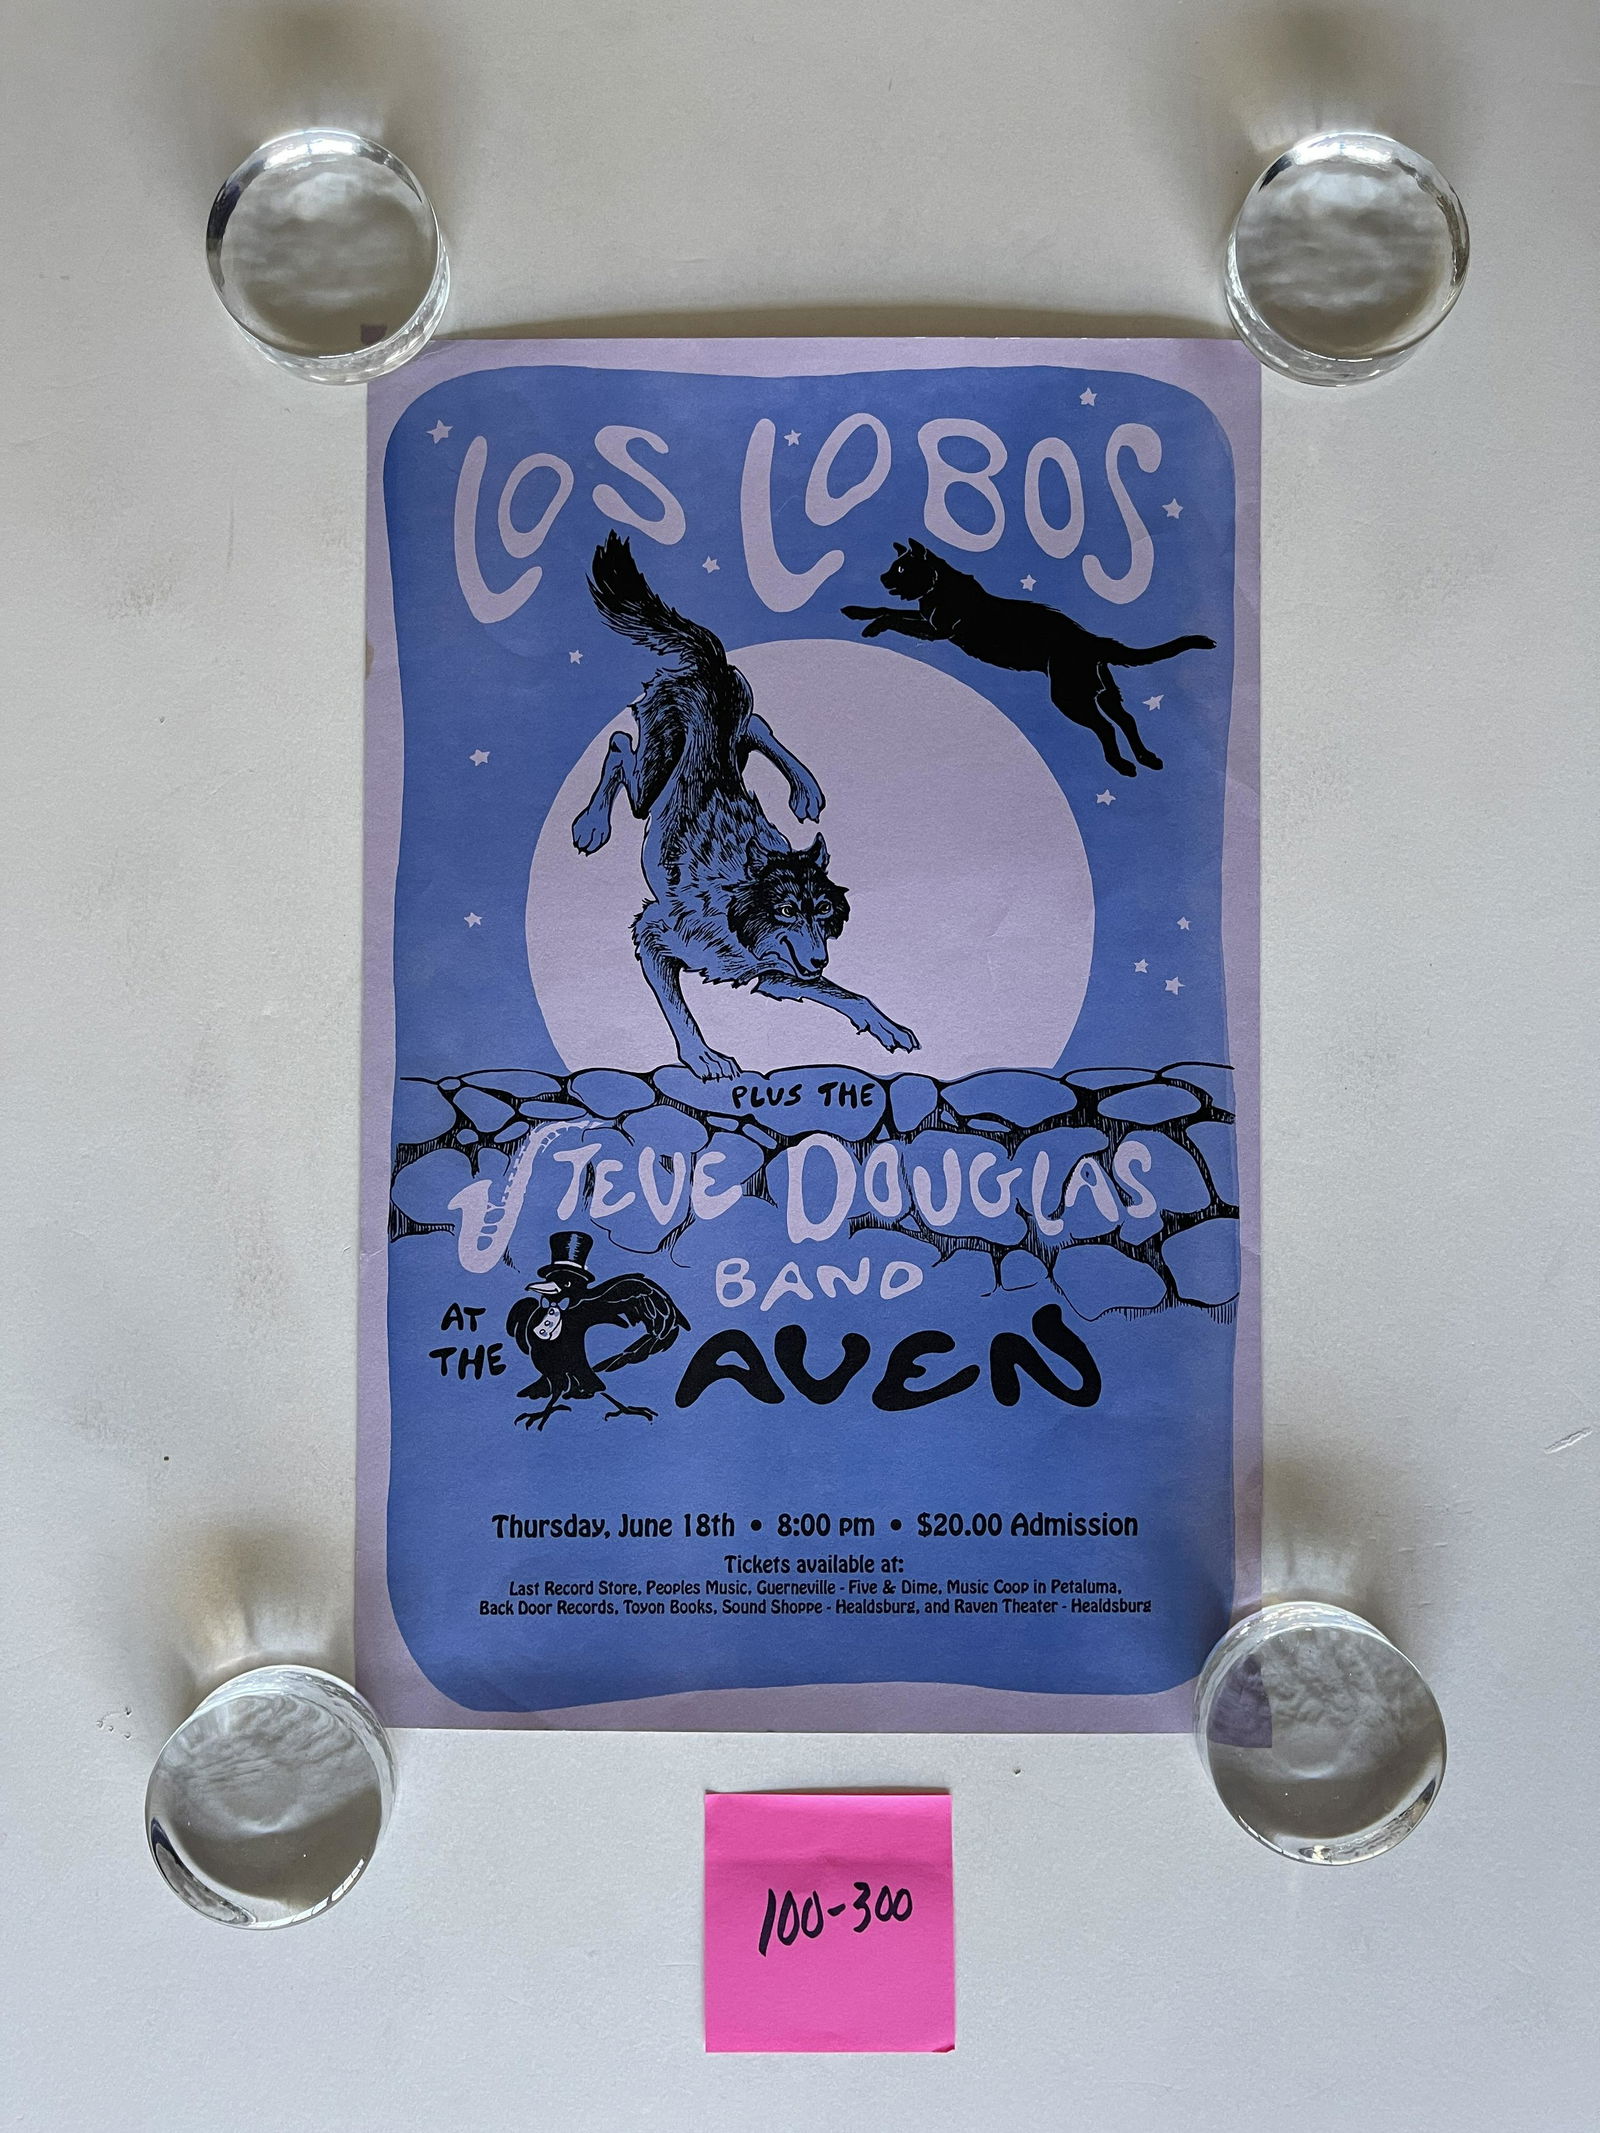 LOS LOBOS
PLUS THE
STEVE DOUGLAS
BAND
AT
THE RAVEN
Thursday, June 18th • 8:00 pm • $20.00 Admission
Tickets available at:
Last Record Store, Peoples Music, Guerneville - Five & Dime, Music Coop in Petaluma,
Back Door Records, Toyon Books, Sound Shoppe - Healdsburg, and Raven Theater - Healdsburg
100-300